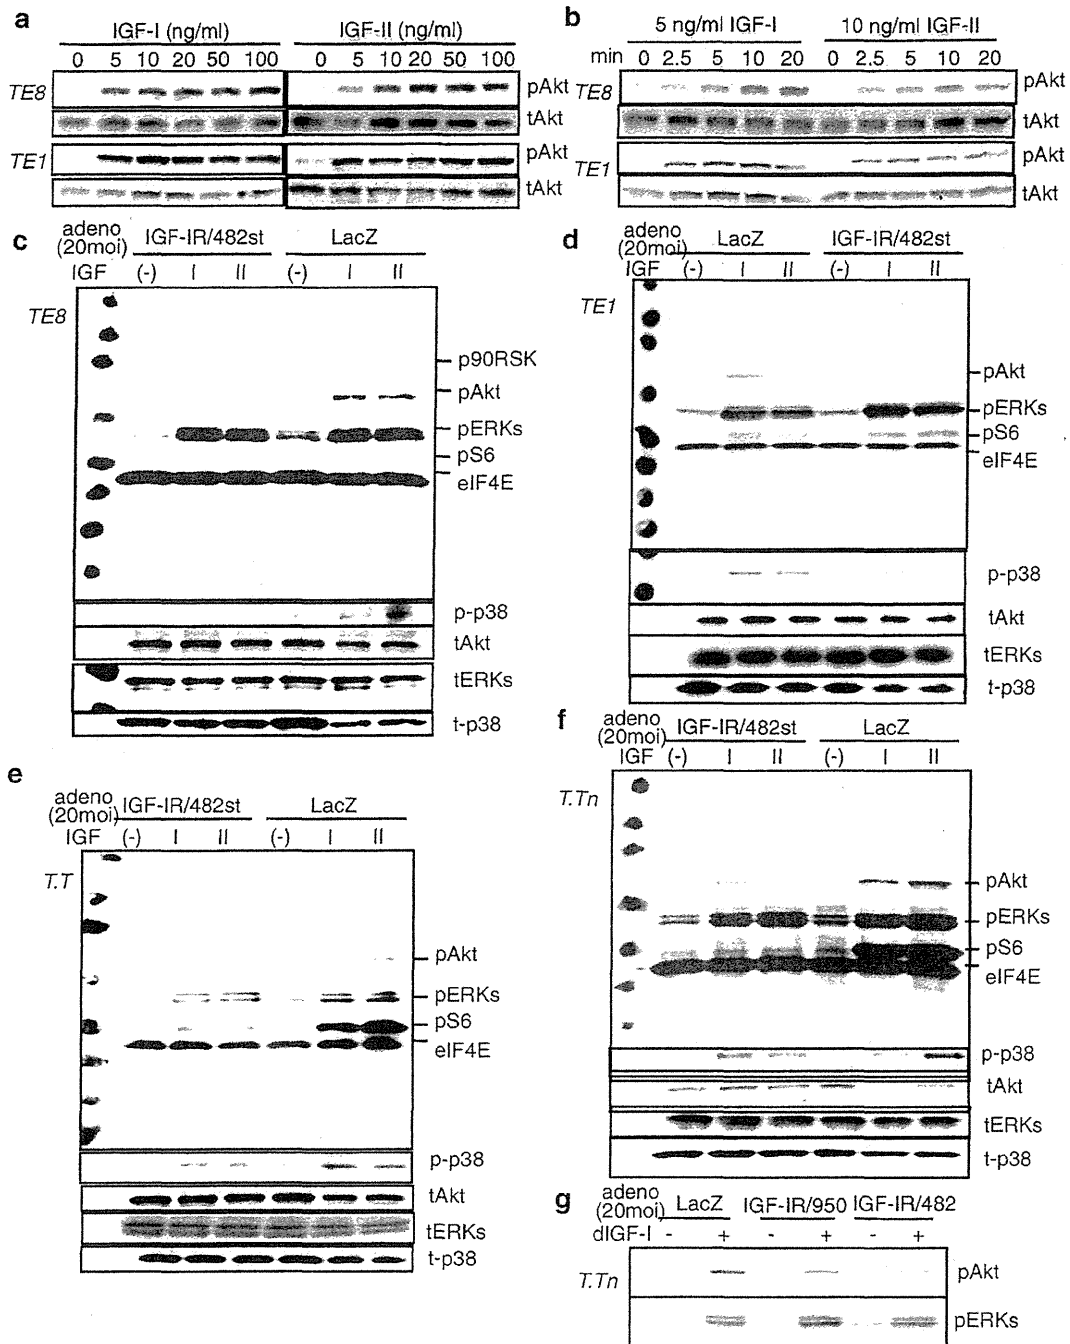 a
IGF-I (ng/ml) IGF-II (ng/ml)
0 5 10 20 50 100 0 5 10 20 50 100
TE8 pAkt
tAkt
TE1 pAkt
tAkt
b
5 ng/ml IGF-I 10 ng/ml IGF-II
min 0 2.5 5 10 20 0 2.5 5 10 20
TE8 pAkt
tAkt
TE1 pAkt
tAkt
c
adeno (20moi) IGF-IR/482st LacZ
IGF (-) I II (-) I II
TE8
p90RSK
pAkt
pERKs
pS6
eIF4E
p-p38
tAkt
tERKs
t-p38
d
adeno (20moi) LacZ IGF-IR/482st
IGF (-) I II (-) I II
TE1
pAkt
pERKs
pS6
eIF4E
p-p38
tAkt
tERKs
t-p38
e
adeno (20moi) IGF-IR/482st LacZ
IGF (-) I II (-) I II
T.T
pAkt
pERKs
pS6
eIF4E
p-p38
tAkt
tERKs
t-p38
f
adeno (20moi) IGF-IR/482st LacZ
IGF (-) I II (-) I II
T.Tn
pAkt
pERKs
pS6
eIF4E
p-p38
tAkt
tERKs
t-p38
g
adeno (20moi) LacZ IGF-IR/950 IGF-IR/482
dIGF-I - + - + - +
T.Tn pAkt
pERKs